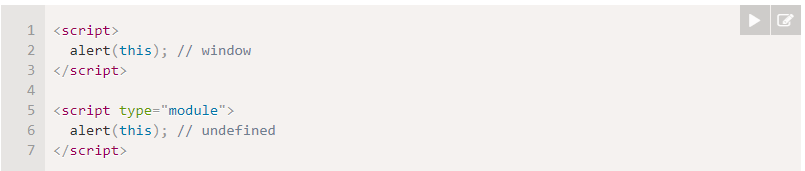 1 <script>
2   alert(this); // window
3 </script>
4
5 <script type="module">
6   alert(this); // undefined
7 </script>